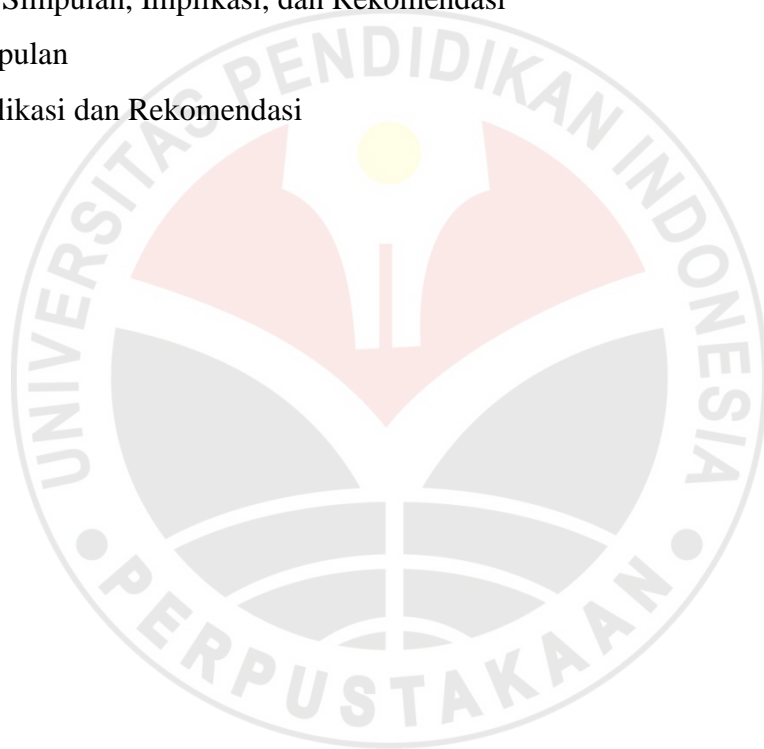 Simpulan, Implikasi, dan Rekomendasi
pulan
likasi dan Rekomendasi
UNIVERSITAS PENDIDIKAN INDONESIA
PERPUSTAKAAN